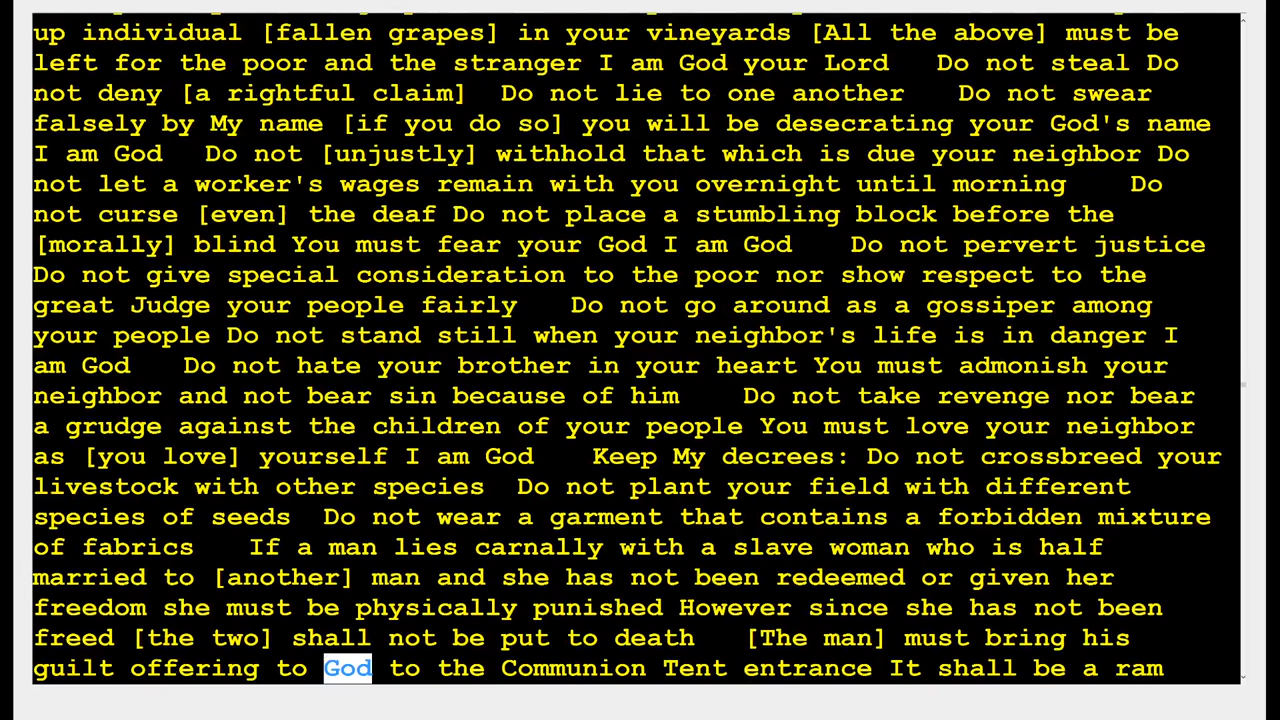 up individual [fallen grapes] in your vineyards [All the above] must be
left for the poor and the stranger I am God your Lord Do not steal Do
not deny [a rightful claim] Do not lie to one another Do not swear
falsely by My name [if you do so] you will be desecrating your God's name
I am God Do not [unjustly] withhold that which is due your neighbor Do
not let a worker's wages remain with you overnight until morning Do
not curse [even] the deaf Do not place a stumbling block before the
[morally] blind You must fear your God I am God Do not pervert justice
Do not give special consideration to the poor nor show respect to the
great Judge your people fairly Do not go around as a gossiper among
your people Do not stand still when your neighbor's life is in danger I
am God Do not hate your brother in your heart You must admonish your
neighbor and not bear sin because of him Do not take revenge nor bear
a grudge against the children of your people You must love your neighbor
as [you love] yourself I am God Keep My decrees: Do not crossbreed your
livestock with other species Do not plant your field with different
species of seeds Do not wear a garment that contains a forbidden mixture
of fabrics If a man lies carnally with a slave woman who is half
married to [another] man and she has not been redeemed or given her
freedom she must be physically punished However since she has not been
freed [the two] shall not be put to death [The man] must bring his
guilt offering to God to the Communion Tent entrance It shall be a ram